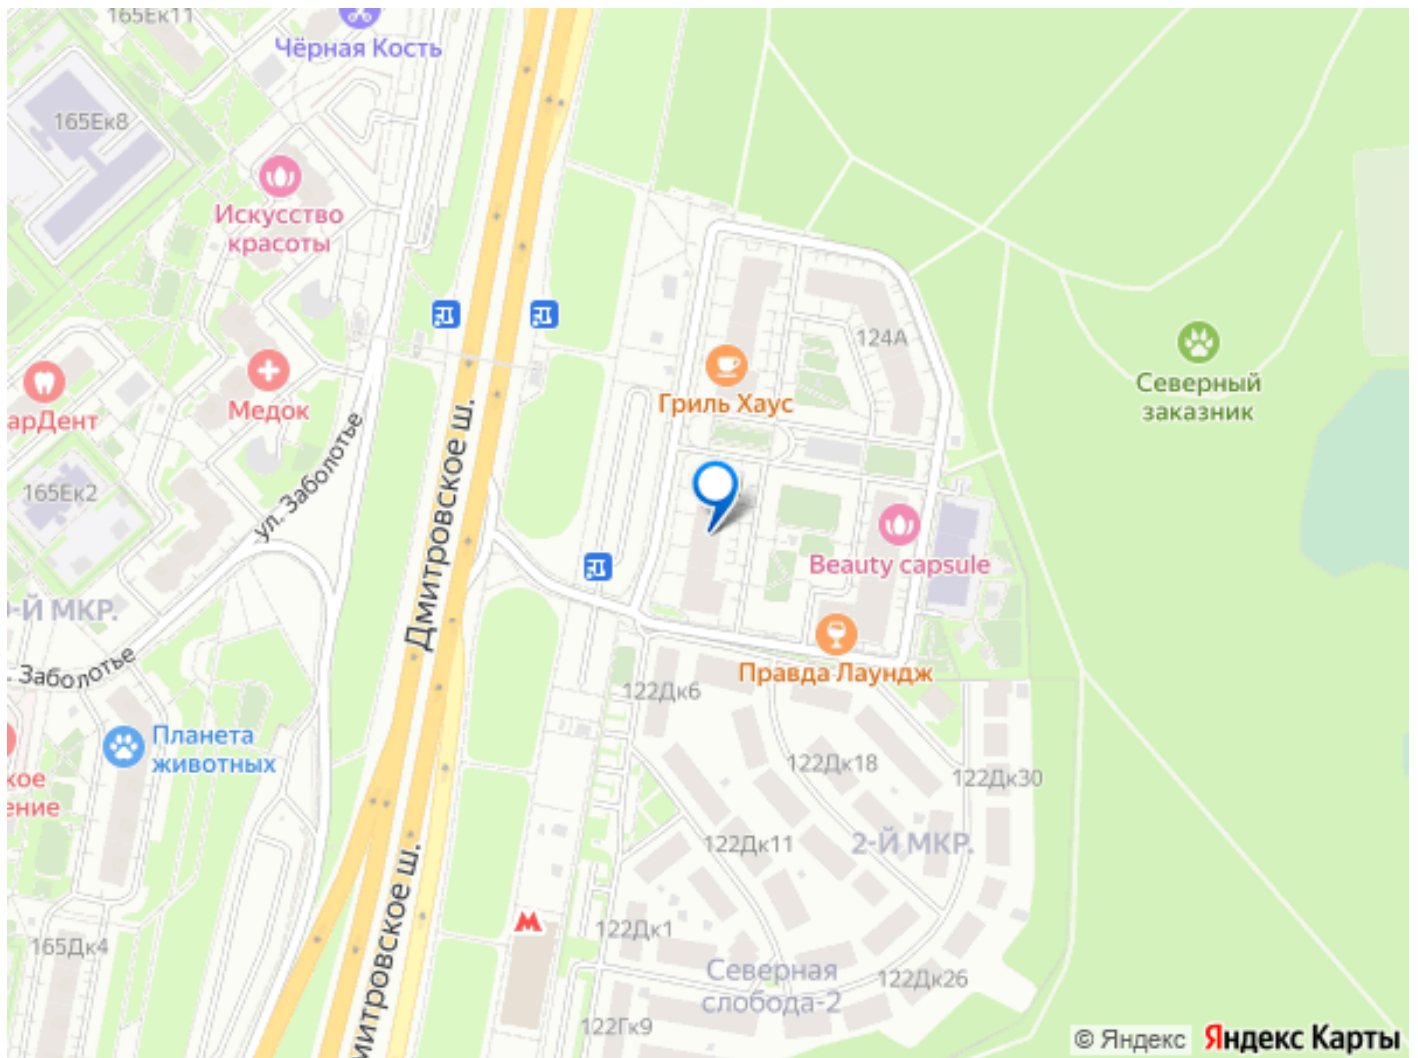 165Ек11
Чёрная Кость
165Ек8
Искусство
красоты
124А
Северный
заказник
Гриль Хаус
Медок
арДент
Дмитровское ш.
ул. Заболотье
165Ек2
Beauty capsule
-Й МКР.
Заболотье
Правда Лаундж
122Дк6
Планета
животных
122Дк18
122Дк30
кое
ение
122Дк11
2-Й МКР.
Дмитровское ш.
122Дк1
165Дк4
Северная
слобода-2
122Дк26
122Гк9
© Яндекс Яндекс Карты